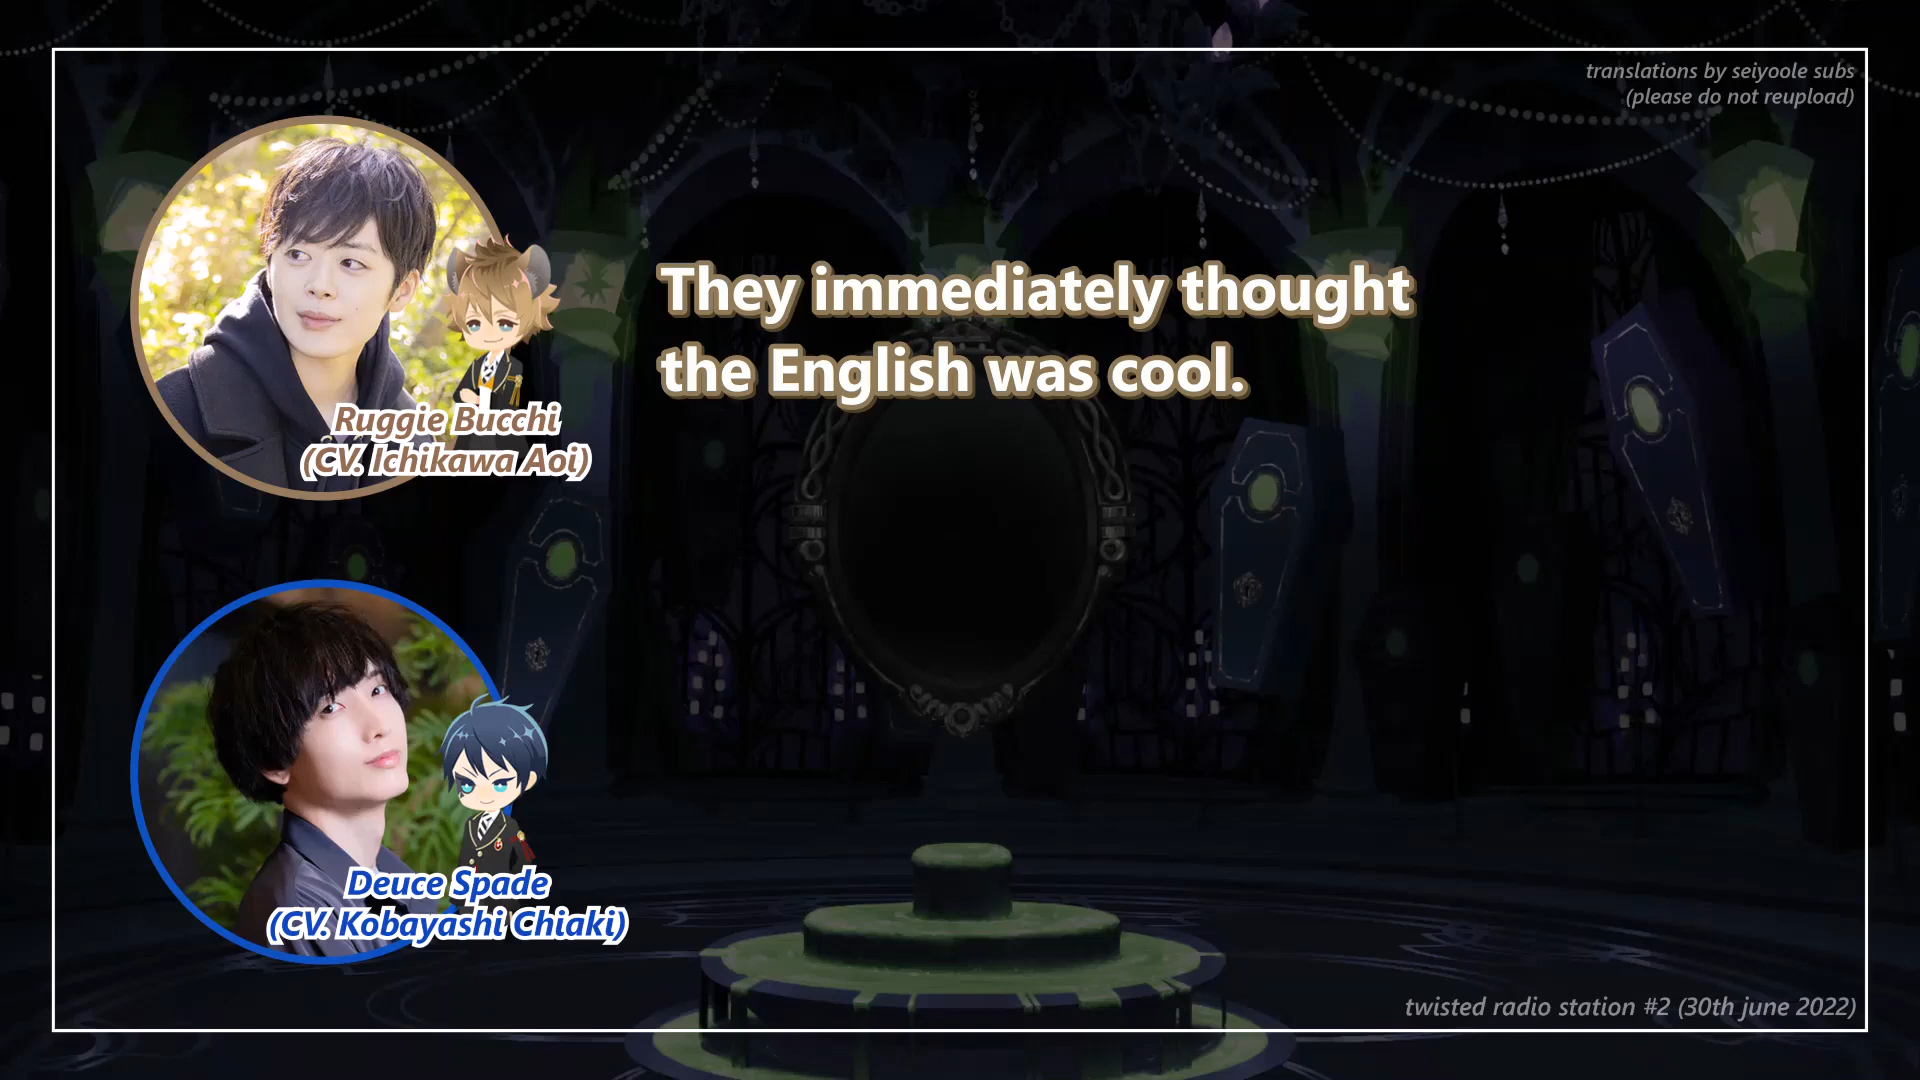 translations by seiyoole subs
(please do not reupload)
They immediately thought
the English was cool.
Ruggie Bucchi
(CV. Ichikawa Aoi)
Deuce Spade
(CV. Kobayashi Chiaki)
twisted radio station #2 (30th june 2022)